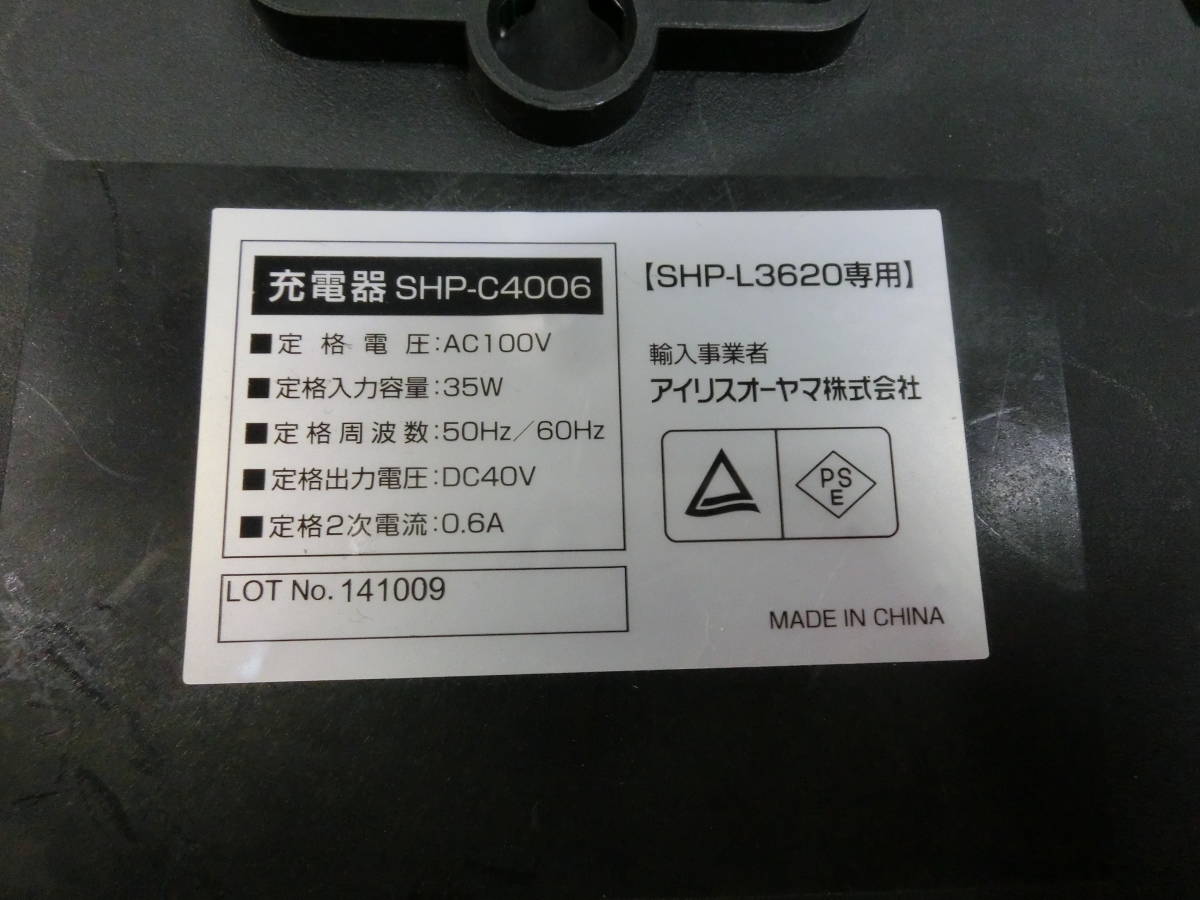 充電器 SHP-C4006
■定格電圧:AC100V
■定格入力容量:35W
■定格周波数:50Hz/60Hz
■定格出力電圧:DC40V
■定格2次電流:0.6A
LOT No. 141009
【SHP-L3620専用】
輸入事業者
アイリスオーヤマ株式会社
PS
E
MADE IN CHINA